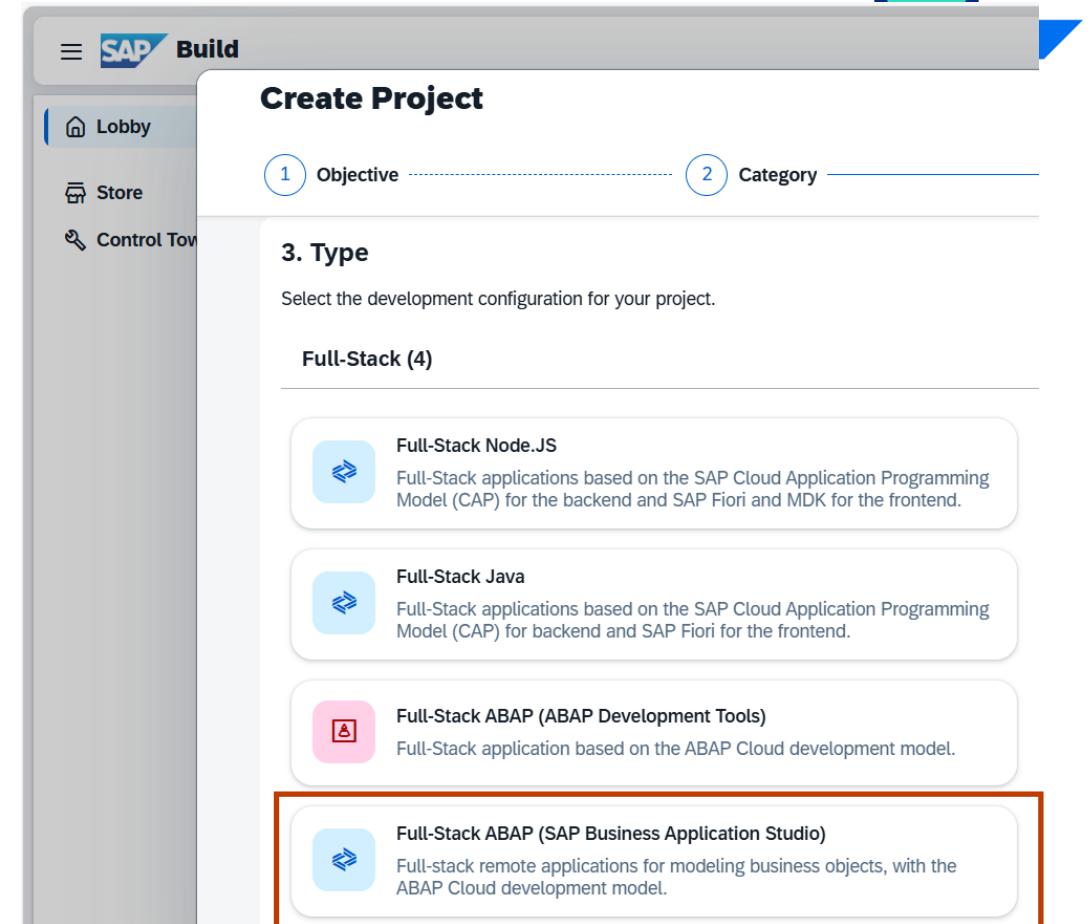 SAP Build
Create Project
Lobby
1 Objective 2 Category
Store
Control Tow
3. Type
Select the development configuration for your project.
Full-Stack (4)
Full-Stack Node.JS
Full-Stack applications based on the SAP Cloud Application Programming
Model (CAP) for the backend and SAP Fiori and MDK for the frontend.
Full-Stack Java
Full-Stack applications based on the SAP Cloud Application Programming
Model (CAP) for backend and SAP Fiori for the frontend.
Full-Stack ABAP (ABAP Development Tools)
Full-Stack application based on the ABAP Cloud development model.
Full-Stack ABAP (SAP Business Application Studio)
Full-stack remote applications for modeling business objects, with the
ABAP Cloud development model.